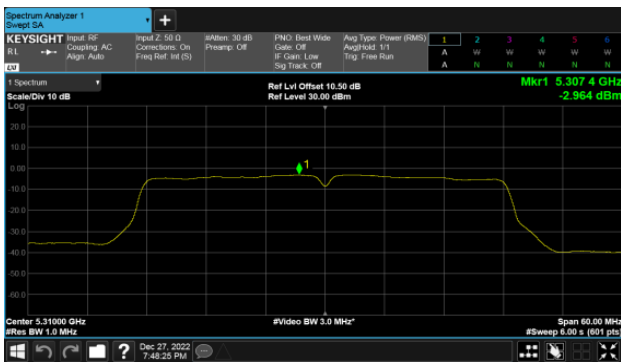 Spectrum Analyzer 1
Swept SA
KEYSIGHT
RL
LXI
Input: RF
Coupling: AC
Align: Auto
Input Z: 50 Ω
Corrections: On
Freq Ref: Int (S)
#Atten: 30 dB
Preamp: Off
PNO: Best Wide
Gate: Off
IF Gain: Low
Sig Track: Off
Avg Type: Power (RMS)
Avg|Hold: 1/1
Trig: Free Run
1 2 3 4 5 6
A W W W W W
A N N N N N
1 Spectrum
Scale/Div 10 dB
Log
Ref Lvl Offset 10.50 dB
Ref Level 30.00 dBm
Mkr1 5.307 4 GHz
-2.964 dBm
20.0
10.0
0.00
-10.0
-20.0
-30.0
-40.0
-50.0
-60.0
1
Center 5.31000 GHz
#Res BW 1.0 MHz
#Video BW 3.0 MHz*
Span 60.00 MHz
#Sweep 6.00 s (601 pts)
?
Dec 27, 2022
7:48:25 PM